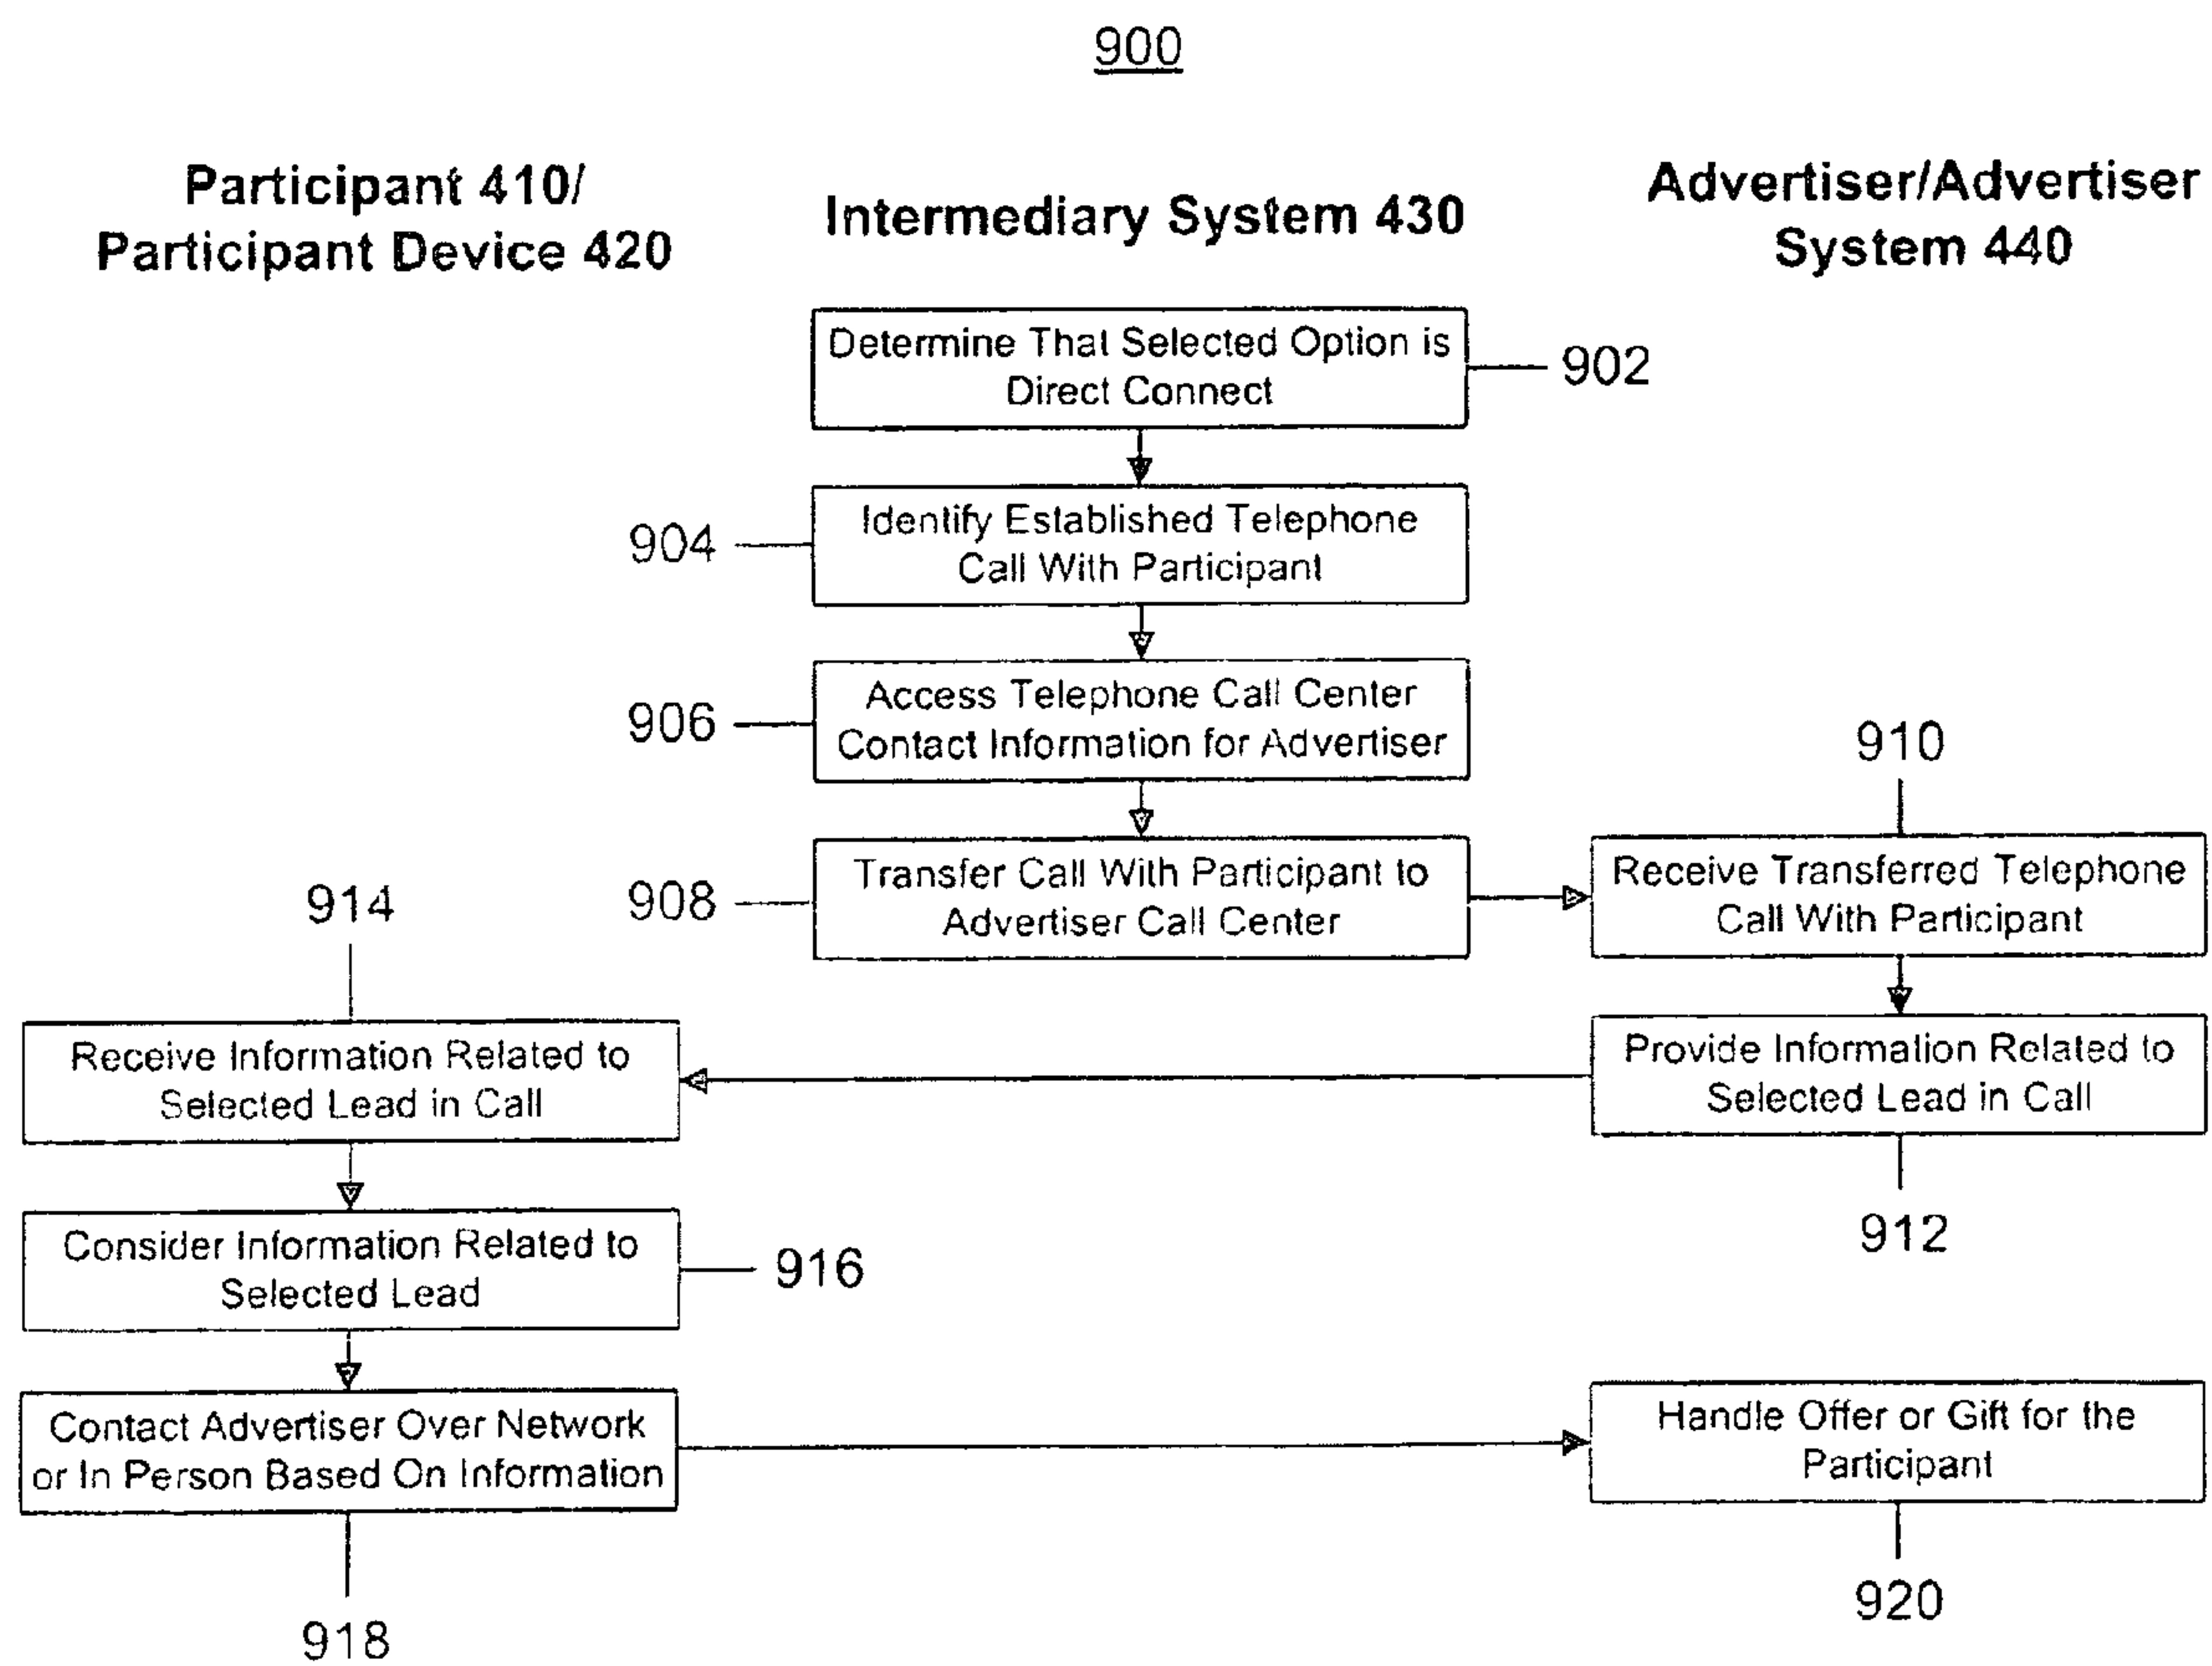 900
Participant 410/
Participant Device 420
Intermediary System 430
Advertiser/Advertiser
System 440
Determine That Selected Option is
Direct Connect
902
904
Identify Established Telephone
Call With Participant
906
Access Telephone Call Center
Contact Information for Advertiser
908
Transfer Call With Participant to
Advertiser Call Center
910
Receive Transferred Telephone
Call With Participant
914
Receive Information Related to
Selected Lead in Call
Provide Information Related to
Selected Lead in Call
912
Consider Information Related to
Selected Lead
916
Contact Advertiser Over Network
or In Person Based On Information
918
Handle Offer or Gift for the
Participant
920